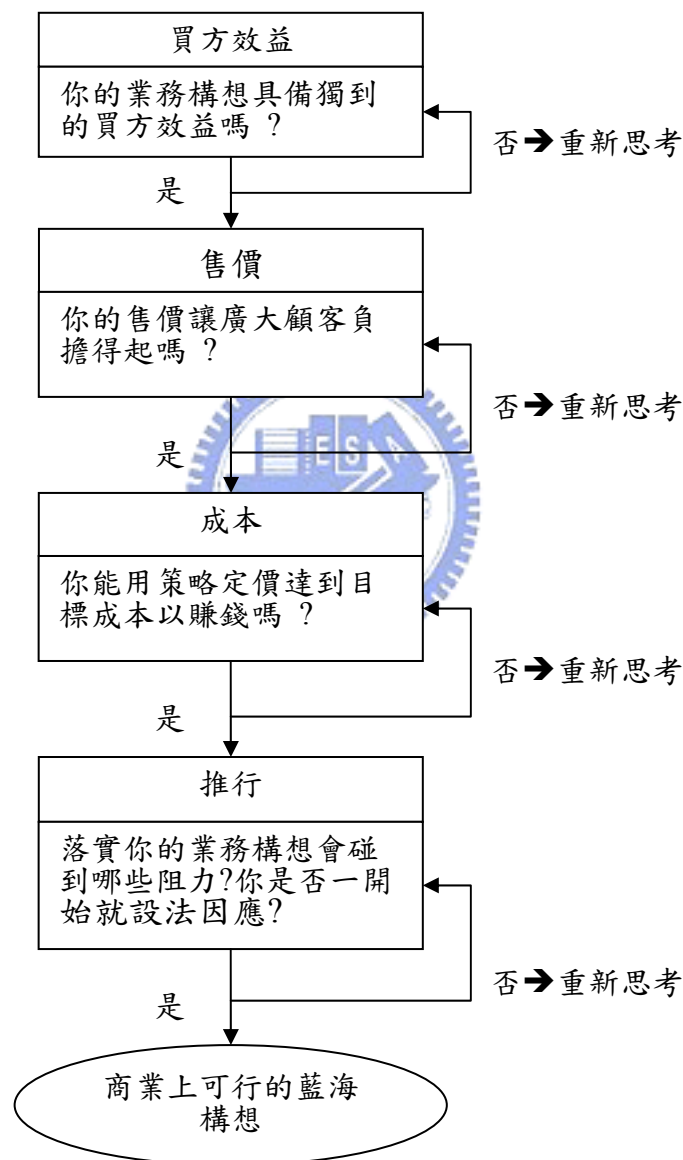 買方效益
你的業務構想具備獨到
的買方效益嗎 ？
否➔重新思考
是
售價
你的售價讓廣大顧客負
擔得起嗎 ？
否➔重新思考
是
ESA
成本
你能用策略定價達到目
標成本以賺錢嗎 ？
否➔重新思考
是
推行
落實你的業務構想會碰
到哪些阻力?你是否一開
始就設法因應?
否➔重新思考
是
商業上可行的藍海
構想